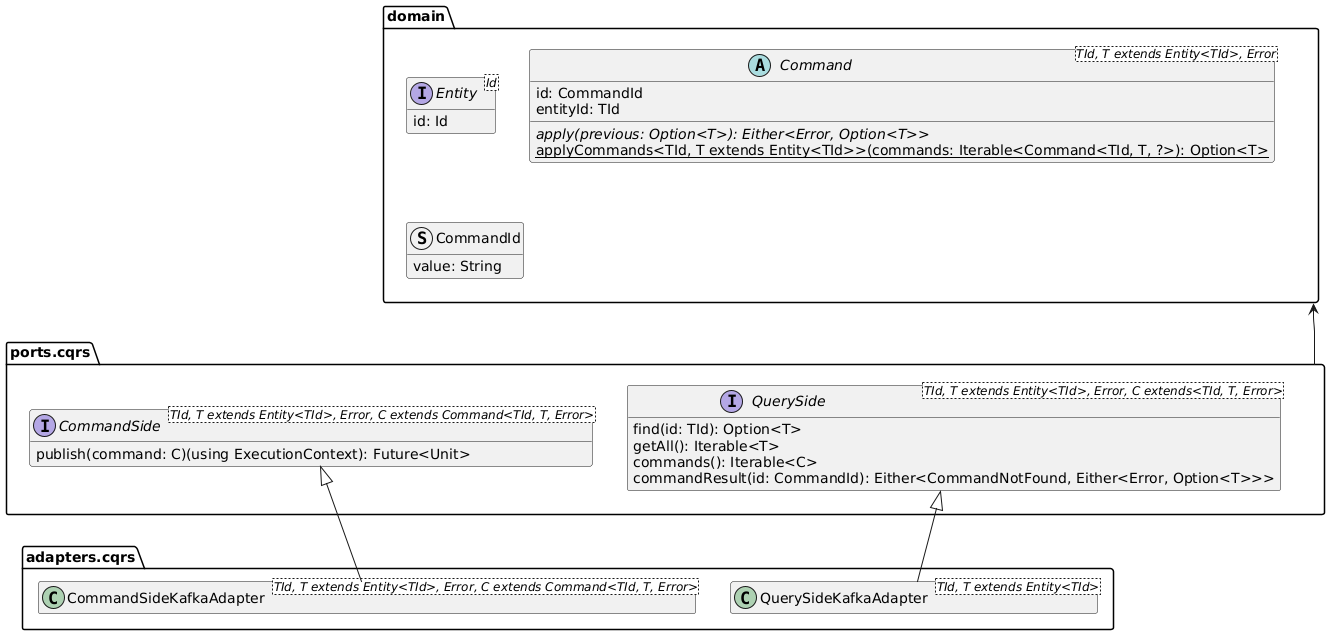 domain
I Entity Id
id: Id
A Command TId, T extends Entity<TId>, Error
id: CommandId
entityId: TId
apply(previous: Option<T>): Either<Error, Option<T>>
applyCommands<TId, T extends Entity<TId>>(commands: Iterable<Command<TId, T, ?>): Option<T>
S CommandId
value: String
ports.cqrs
I CommandSide TId, T extends Entity<TId>, Error, C extends Command<TId, T, Error>
publish(command: C)(using ExecutionContext): Future<Unit>
I QuerySide TId, T extends Entity<TId>, Error, C extends<TId, T, Error>
find(id: TId): Option<T>
getAll(): Iterable<T>
commands(): Iterable<C>
commandResult(id: CommandId): Either<CommandNotFound, Either<Error, Option<T>>>
adapters.cqrs
C CommandSideKafkaAdapter TId, T extends Entity<TId>, Error, C extends Command<TId, T, Error>
C QuerySideKafkaAdapter TId, T extends Entity<TId>